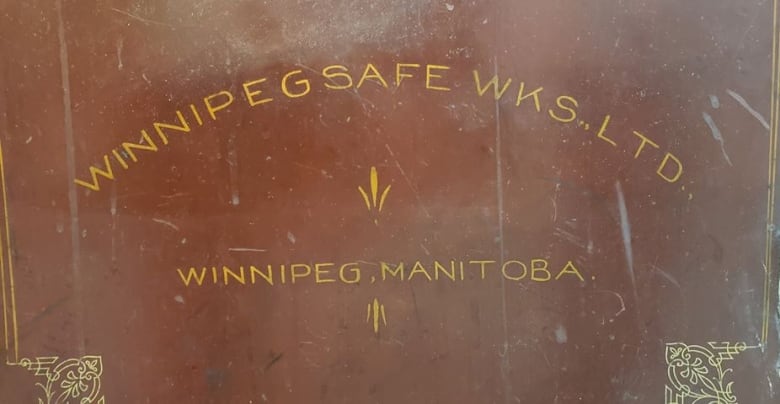 WINNIPEG SAFE WKS., LTD.
WINNIPEG, MANITOBA.